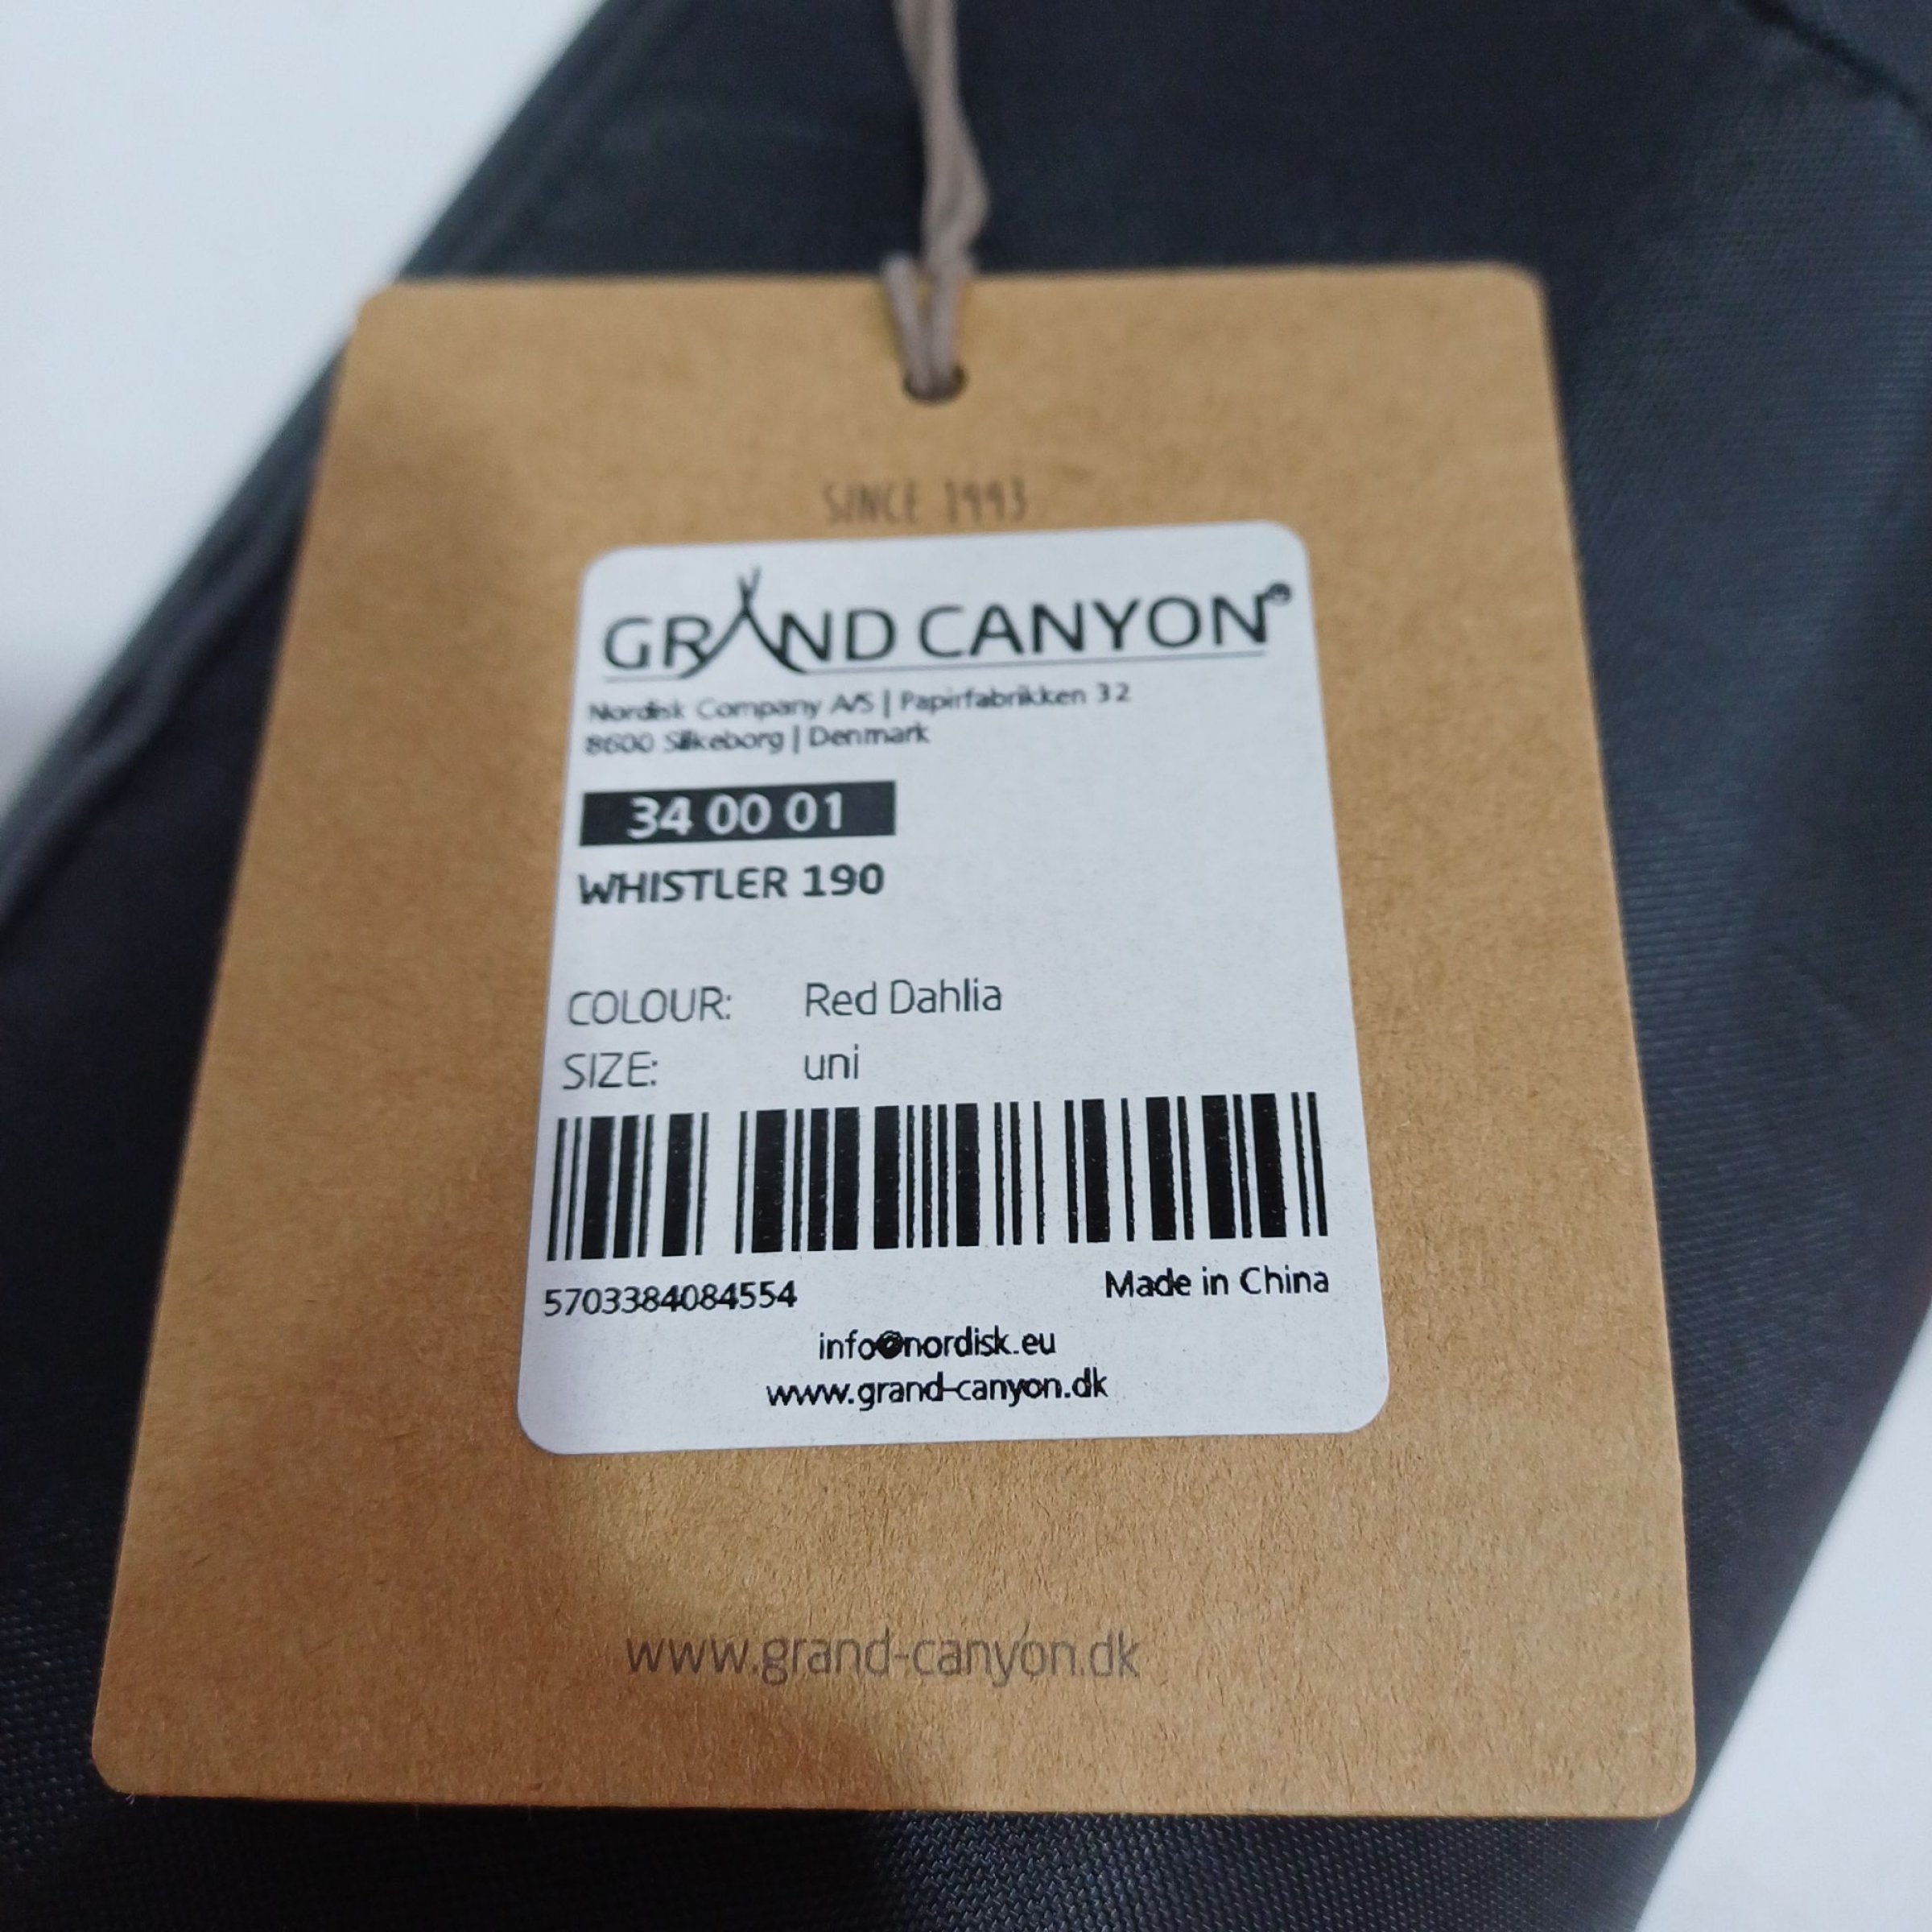 SINCE 1993
GRAND CANYON®
Nordisk Company A/S | Papirfabrikken 32
8600 Silkeborg | Denmark
34 00 01
WHISTLER 190
COLOUR: Red Dahlia
SIZE: uni
5703384084554 Made in China
info@nordisk.eu
www.grand-canyon.dk
www.grand-canyon.dk